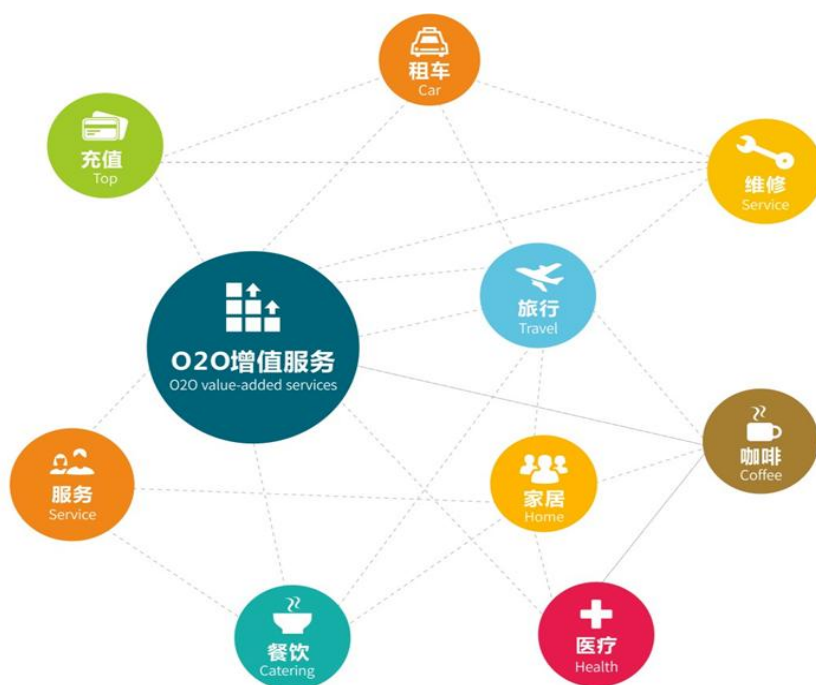 租车
Car
充值
Top
维修
Service
旅行
Travel
O2O增值服务
O2O value-added services
咖啡
Coffee
服务
Service
家居
Home
餐饮
Catering
医疗
Health